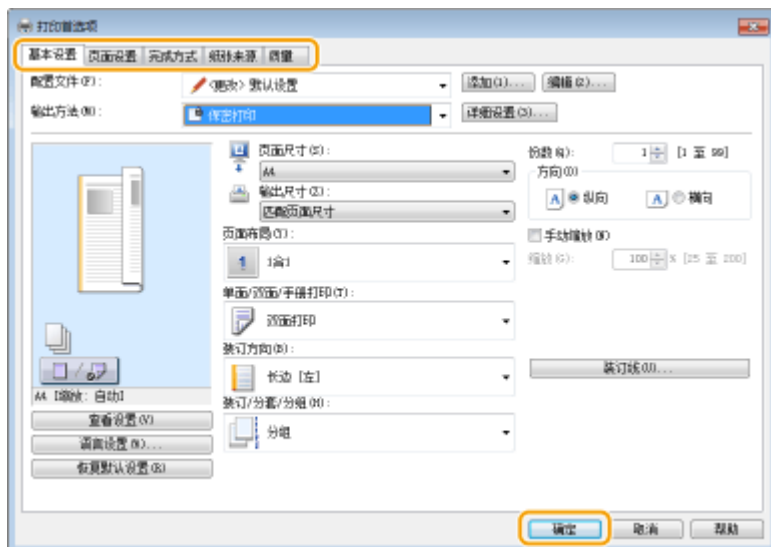 打印首选项
基本设置 页面设置 完成方式 纸张来源 质量
配置文件(F): <更改> 默认设置 添加(1)... 编辑(2)...
输出方法(M): 保密打印 详细设置(3)...
页面尺寸(S):
A4
输出尺寸(Z):
匹配页面尺寸
页面布局(Y):
1合1
单面/双面/手册打印(T):
双面打印
装订方向(B):
长边 [左]
装订/分套/分组(H):
分组
份数(Q): 1 [1 至 99]
方向(O)
A 纵向 A 横向
手动缩放(W)
缩放(G): 100 % [25 至 200]
装订线(U)...
A4 [缩放: 自动]
查看设置(V)
语言设置(N)...
恢复默认设置(R)
确定 取消 帮助